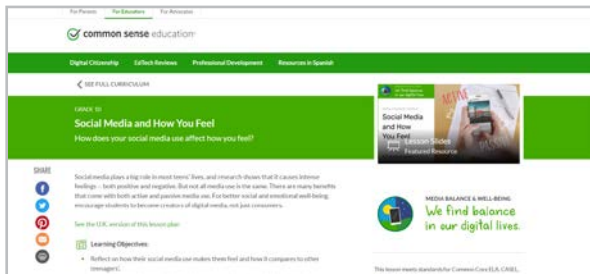 For Parents For Educators For Advocates
common sense education
Digital Citizenship EdTech Reviews Professional Development Resources in Spanish
SEE FULL CURRICULUM
GRADE 10
Social Media and How You Feel
How does your social media use affect how you feel?
We find balance
in our digital lives.
Social Media
and How
You Feel
ACTIVE
Lesson Slides
Featured Resource
SHARE
Social media plays a big role in most teens' lives, and research shows that it causes intense
feelings -- both positive and negative. But not all media use is the same. There are many benefits
that come with both active and passive media use. For better social and emotional well-being,
encourage students to become creators of digital media, not just consumers.
See the U.K. version of this lesson plan
Learning Objectives:
• Reflect on how their social media use makes them feel and how it compares to other
teenagers'.
MEDIA BALANCE & WELL-BEING
We find balance
in our digital lives.
This lesson meets standards for Common Core ELA, CASEL,